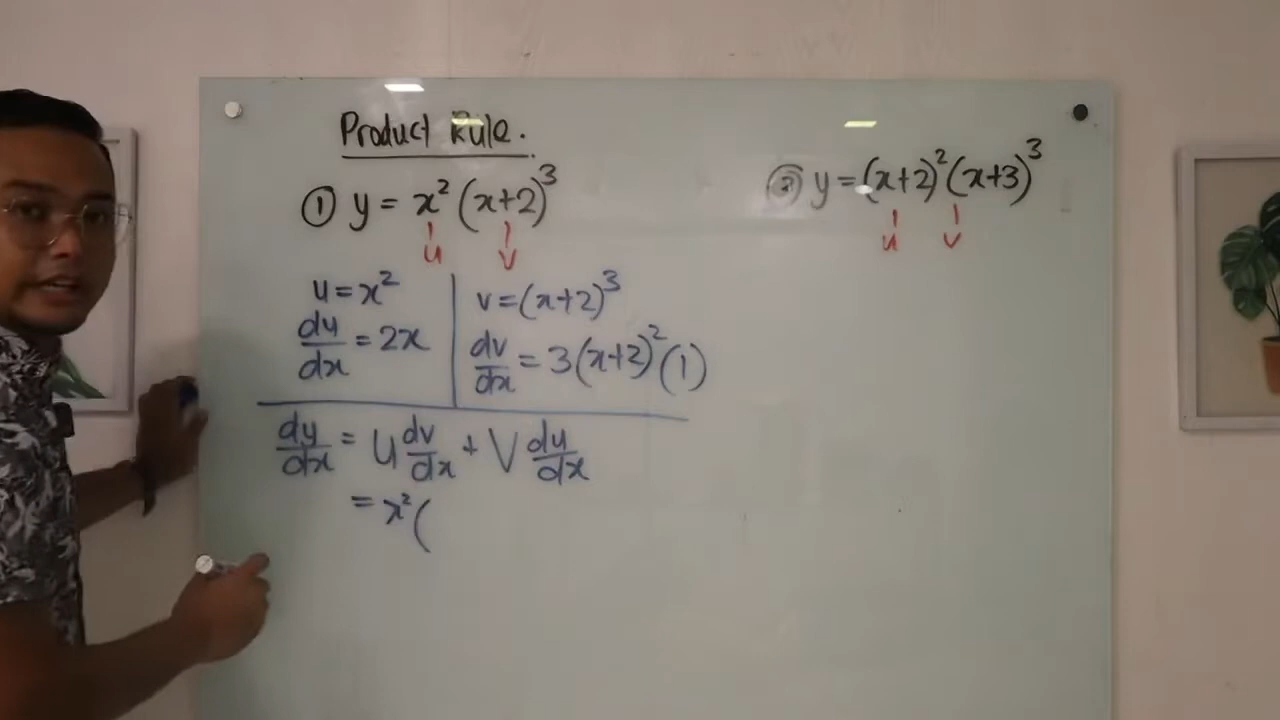 Product Rule.
① y = x² (x+2)³
u v
u = x²
du/dx = 2x
v = (x+2)³
dv/dx = 3(x+2)²(1)
dy/dx = u dv/dx + v du/dx
= x² (
② y = (x+2)² (x+3)³
u v